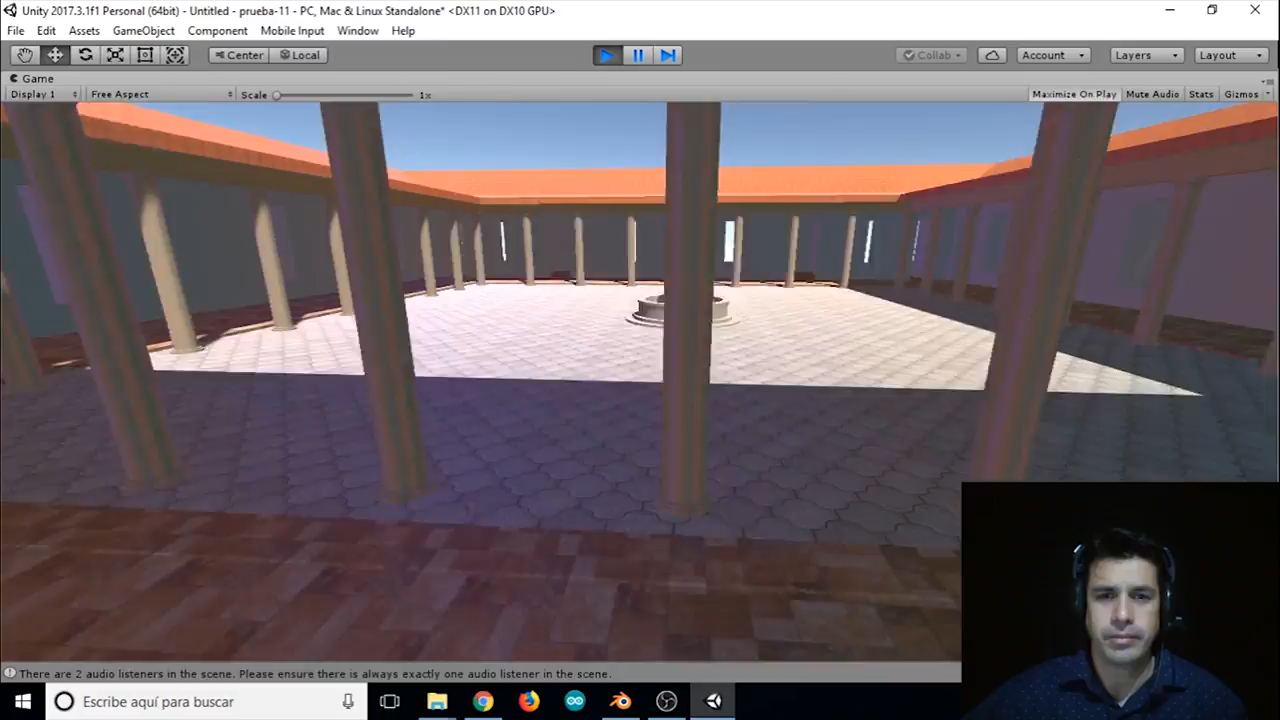 Unity 2017.3.1f1 Personal (64bit) - Untitled - prueba-11 - PC, Mac & Linux Standalone* <DX11 on DX10 GPU>
File Edit Assets GameObject Component Mobile Input Window Help
Center Local Collab Account Layers Layout
Game
Display 1 Free Aspect Scale 1x Maximize On Play Mute Audio Stats Gizmos
There are 2 audio listeners in the scene. Please ensure there is always exactly one audio listener in the scene.
Escribe aquí para buscar